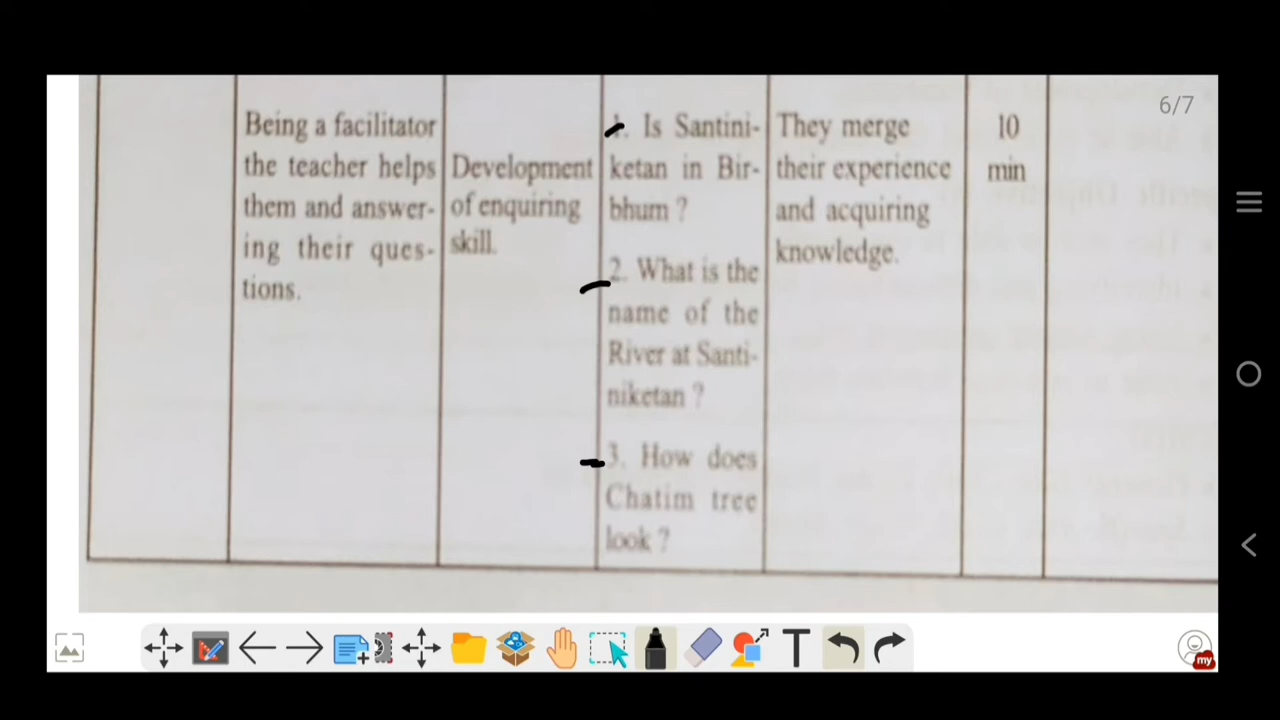 6/7
Being a facilitator
the teacher helps
them and answer-
ing their ques-
tions.
Development
of enquiring
skill.
1. Is Santini-
ketan in Bir-
bhum ?
2. What is the
name of the
River at Santi-
niketan ?
3. How does
Chatim tree
look ?
They merge
their experience
and acquiring
knowledge.
10
min
T
my